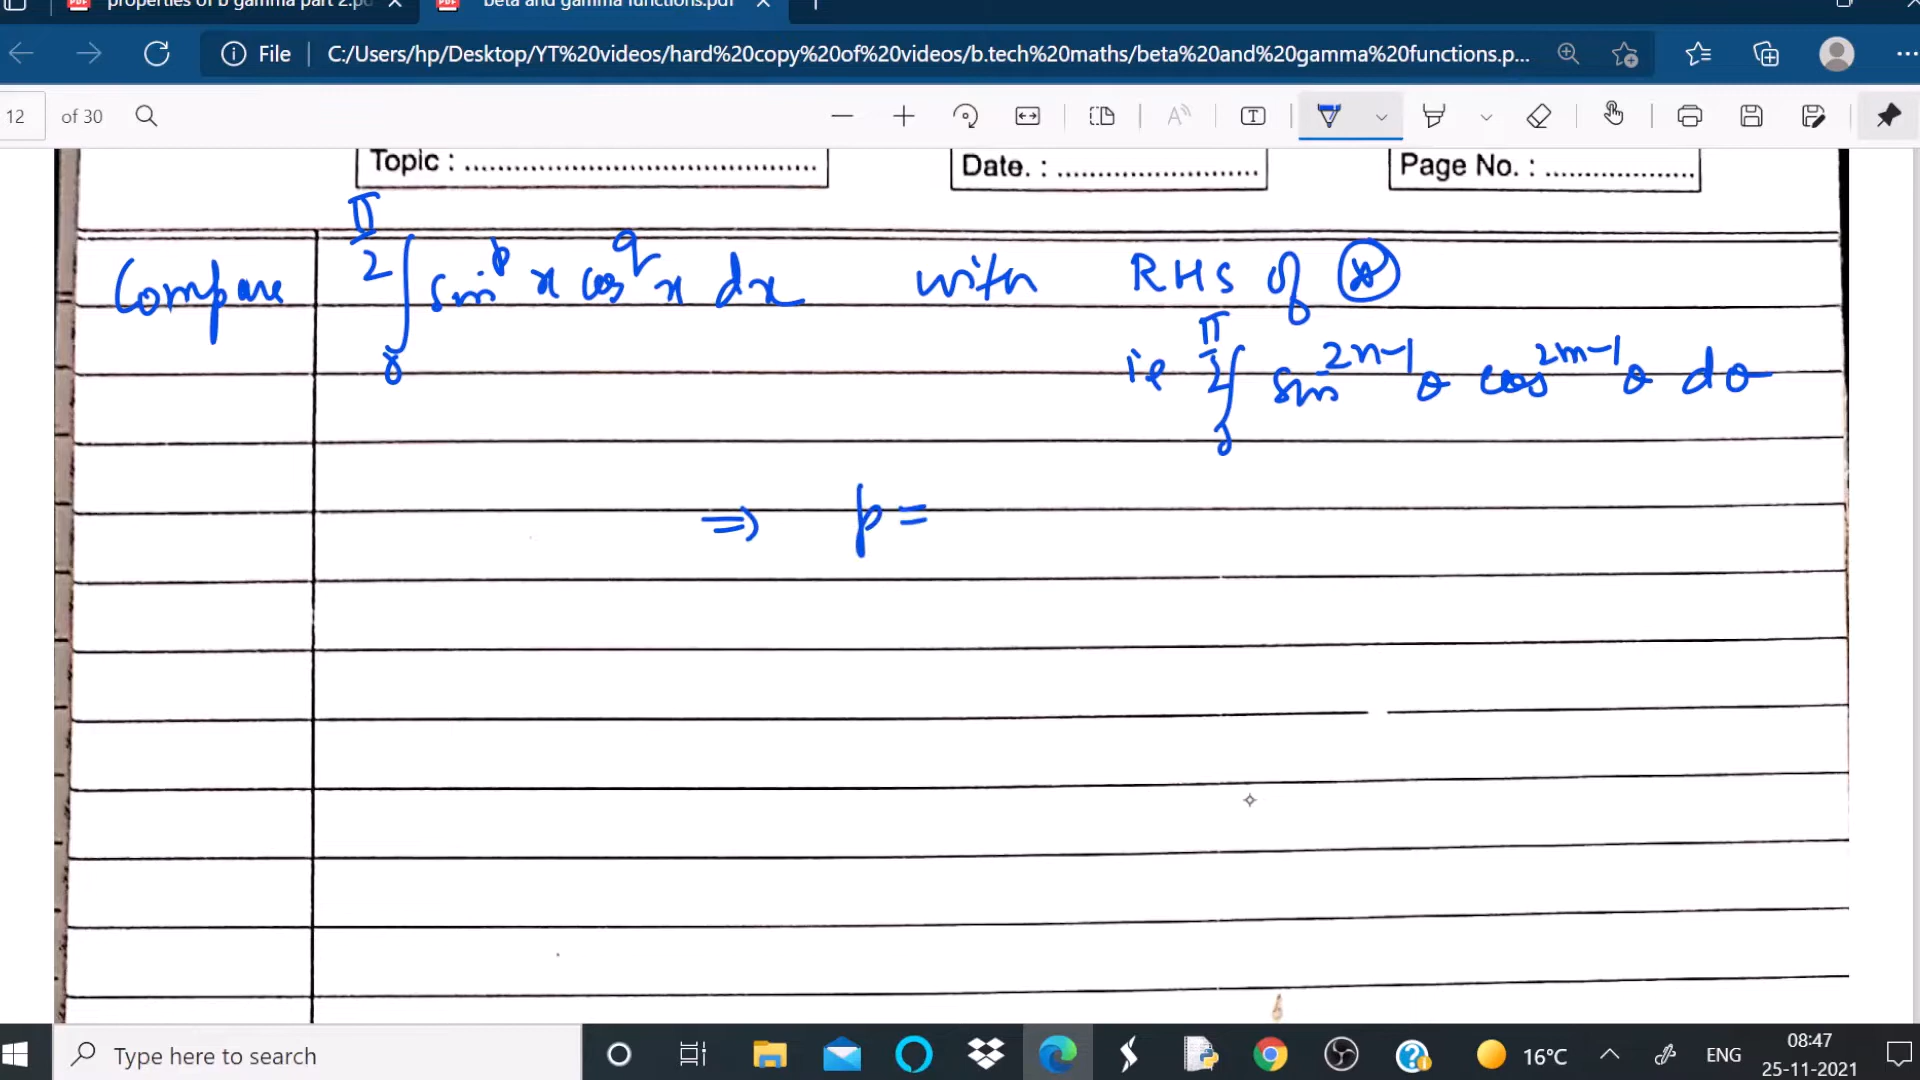 properties of b gamma part 2.pd
beta and gamma functions.pdf
File
C:/Users/hp/Desktop/YT%20videos/hard%20copy%20of%20videos/b.tech%20maths/beta%20and%20gamma%20functions.p...
12 of 30
Topic : ........................................
Date. : ........................
Page No. : ..................
Compare ∫₀^(π/2) sin^p x cos^q x dx with RHS of ⊛
ie ∫₀^(π/2) sin^(2n-1) θ cos^(2m-1) θ dθ
⇒ p =
Type here to search
16°C
ENG
08:47
25-11-2021